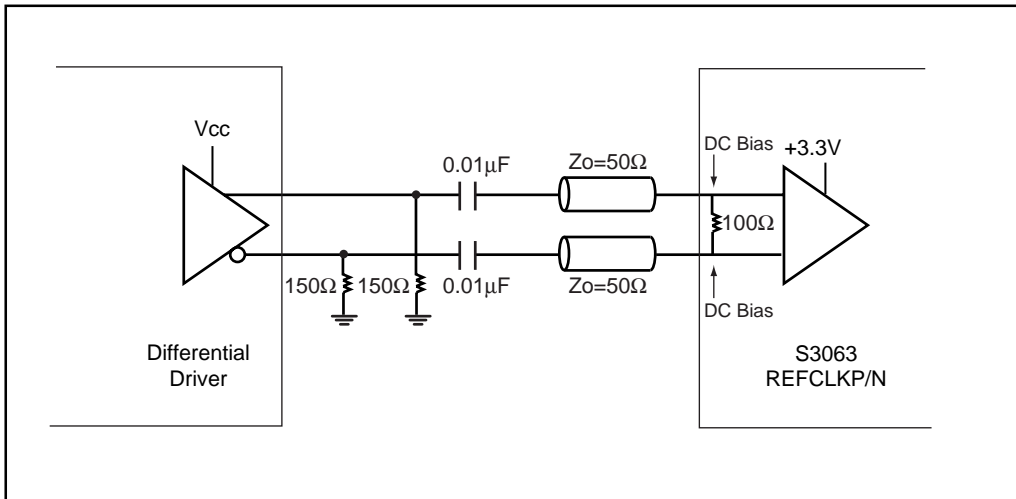 Vcc
0.01μF
Zo=50Ω
DC Bias
+3.3V
100Ω
150Ω
150Ω
0.01μF
Zo=50Ω
DC Bias
Differential
Driver
S3063
REFCLKP/N